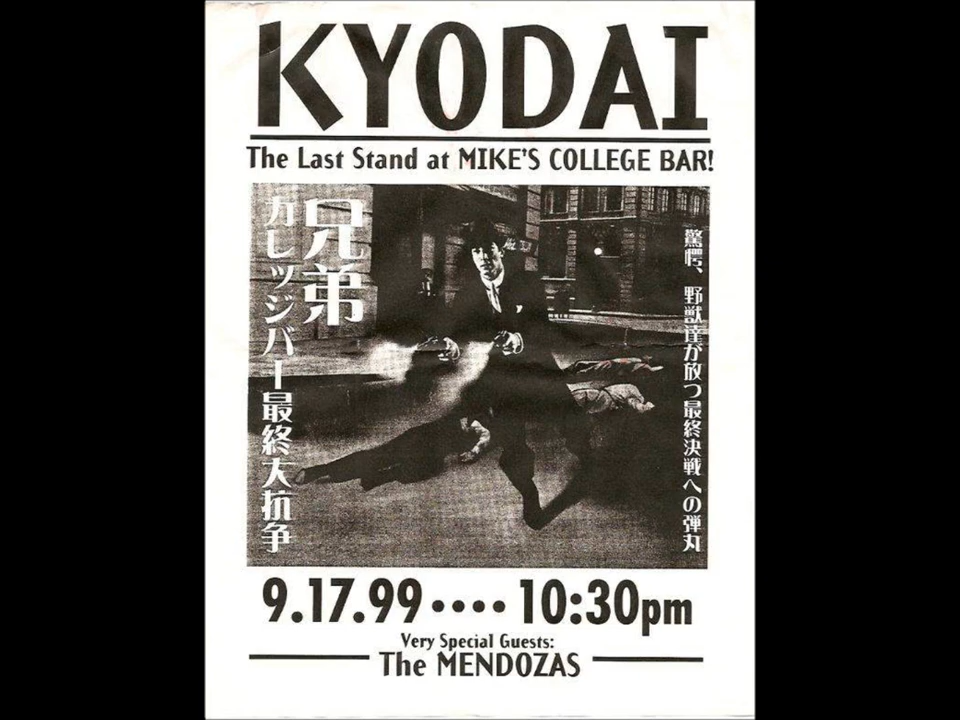 KYODAI
The Last Stand at MIKE'S COLLEGE BAR!
兄弟
カレッジバー最終大抗争
驚愕、野獣達が放つ最終決戦への弾丸
9.17.99 •••• 10:30pm
Very Special Guests:
The MENDOZAS